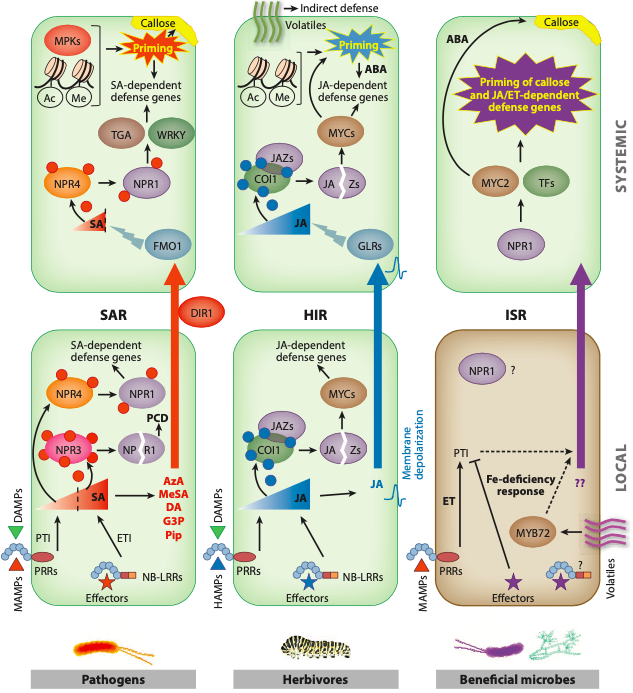 Callose
MPKs
Priming
Ac
Me
SA-dependent
defense genes
TGA
WRKY
NPR4
NPR1
SA
FMO1
Indirect defense
Volatiles
Priming
ABA
Ac
Me
JA-dependent
defense genes
MYCs
JAZs
COI1
JA
Zs
JA
GLRs
Callose
ABA
Priming of callose
and JA/ET-dependent
defense genes
MYC2
TFs
NPR1
SYSTEMIC
SAR
DIR1
HIR
ISR
SA-dependent
defense genes
NPR4
NPR1
PCD
NPR3
NP
R1
SA
AzA
MeSA
DA
G3P
Pip
DAMPs
PTI
ETI
MAMPs
PRRs
NB-LRRs
Effectors
JA-dependent
defense genes
MYCs
JAZs
COI1
JA
Zs
JA
JA
Membrane
depolarization
HAMPs
PRRs
NB-LRRs
Effectors
NPR1
?
PTI
Fe-deficiency
response
??
ET
MYB72
MAMPs
PRRs
?
Effectors
Volatiles
LOCAL
Pathogens
Herbivores
Beneficial microbes